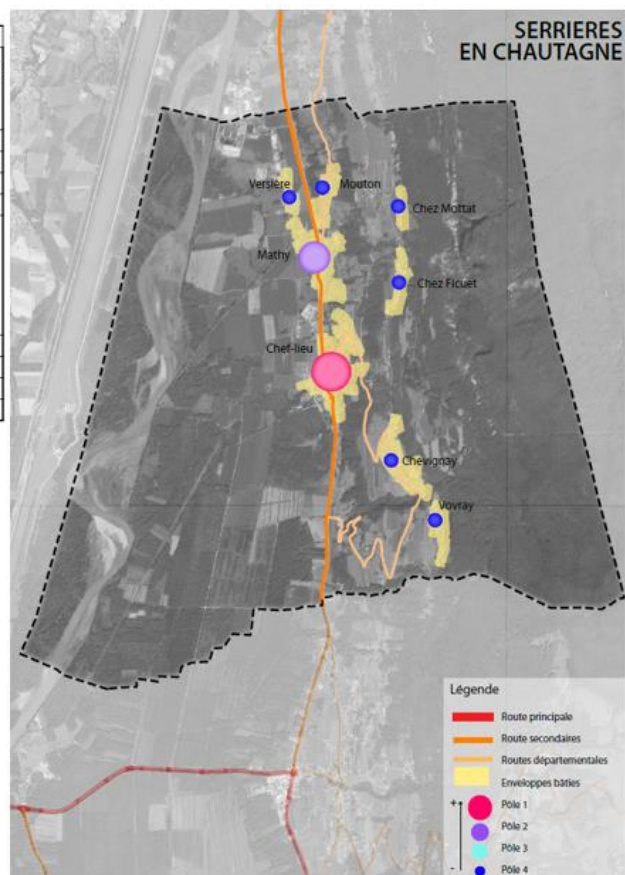 SERRIERES
EN CHAUTAGNE
Versière
Mouton
Chez Mottat
Mathy
Chez Ficuet
Chef-lieu
Chevignay
Vovray
Légende
Route principale
Route secondaires
Routes départementales
Enveloppes bâties
+
Pôle 1
Pôle 2
Pôle 3
-
Pôle 4